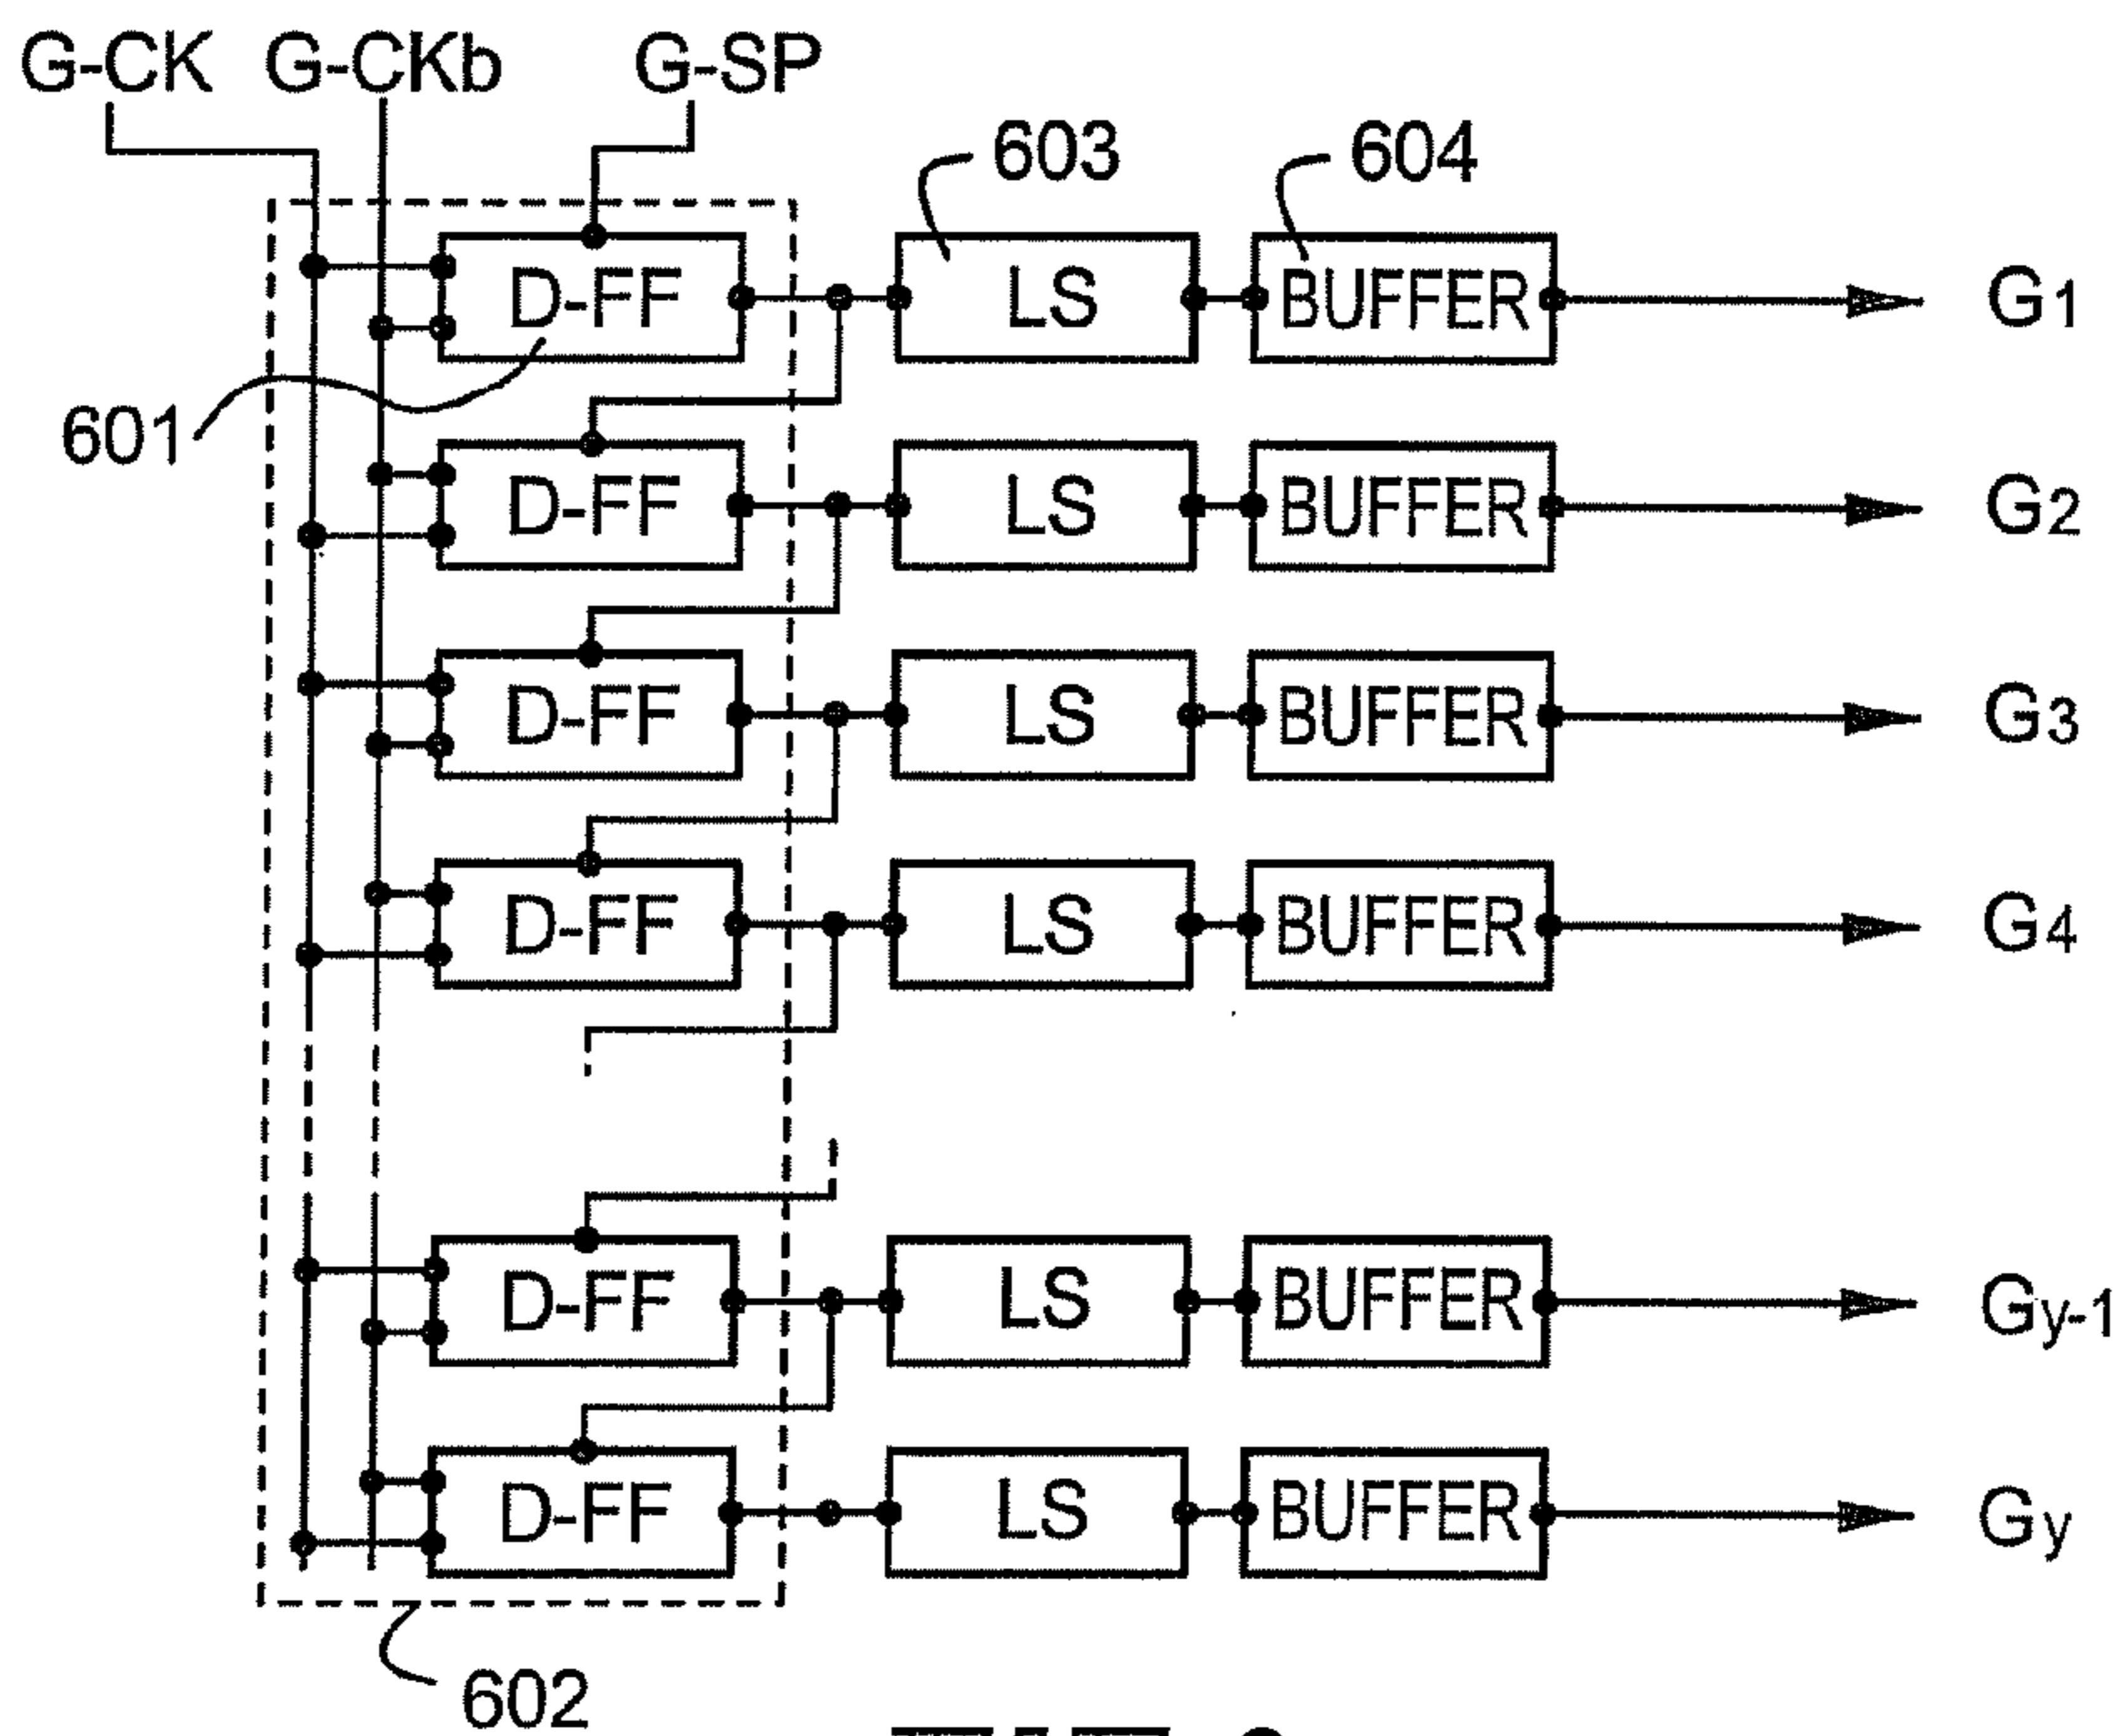 G-CK G-CKb G-SP
603 604
D-FF LS BUFFER G1
601
D-FF LS BUFFER G2
D-FF LS BUFFER G3
D-FF LS BUFFER G4
D-FF LS BUFFER Gy-1
D-FF LS BUFFER Gy
602